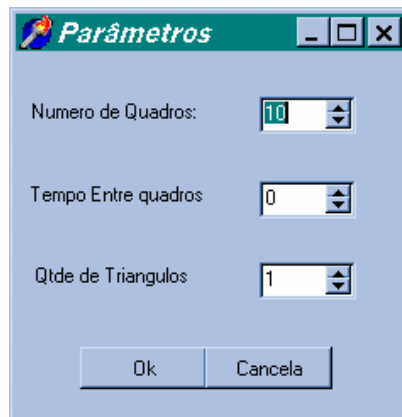 Parâmetros
Numero de Quadros: 10
Tempo Entre quadros 0
Qtde de Triangulos 1
Ok Cancela